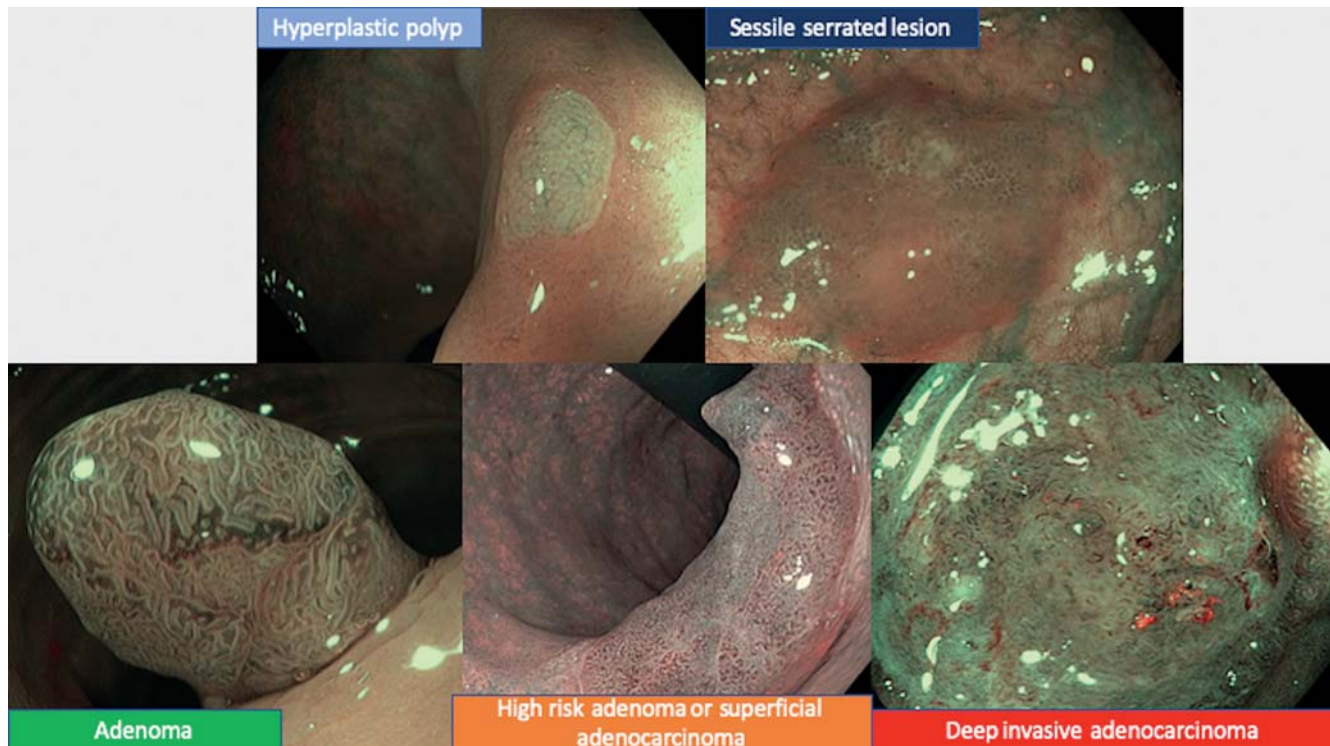 Hyperplastic polyp
Sessile serrated lesion
Adenoma
High risk adenoma or superficial
adenocarcinoma
Deep invasive adenocarcinoma